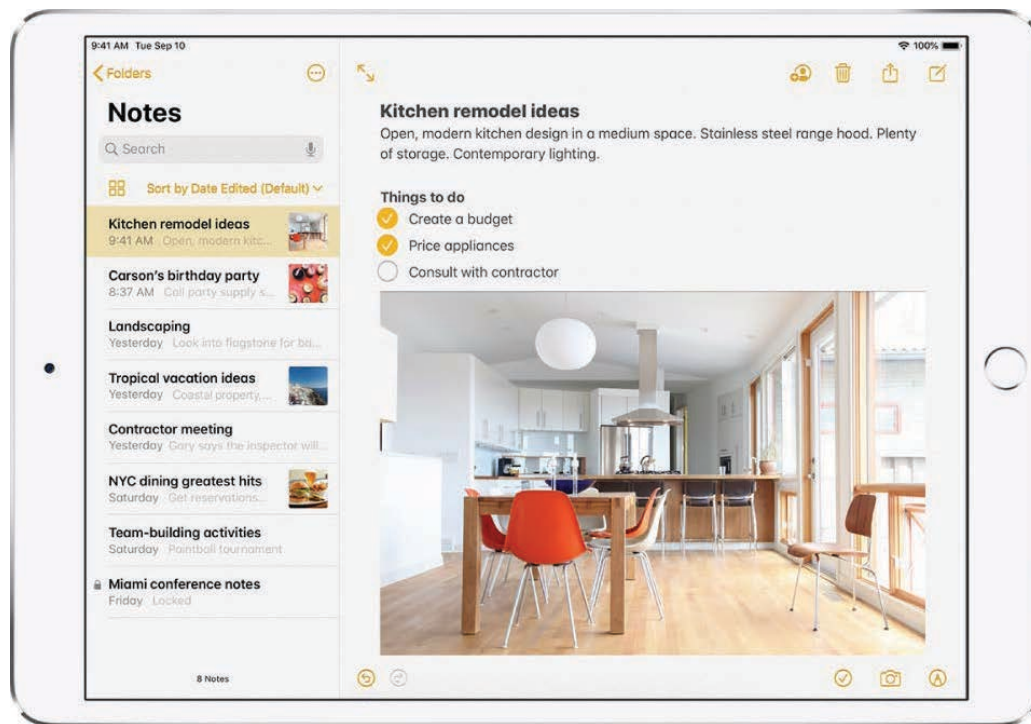 9:41 AM Tue Sep 10
100%
Folders
Notes
Search
Sort by Date Edited (Default)
Kitchen remodel ideas
9:41 AM Open, modern kitc...
Carson's birthday party
8:37 AM Call party supply s...
Landscaping
Yesterday Look into flagstone for ba...
Tropical vacation ideas
Yesterday Coastal property,...
Contractor meeting
Yesterday Gary says the inspector will...
NYC dining greatest hits
Saturday Get reservations...
Team-building activities
Saturday Paintball tournament
Miami conference notes
Friday Locked
8 Notes
Kitchen remodel ideas
Open, modern kitchen design in a medium space. Stainless steel range hood. Plenty
of storage. Contemporary lighting.
Things to do
Create a budget
Price appliances
Consult with contractor